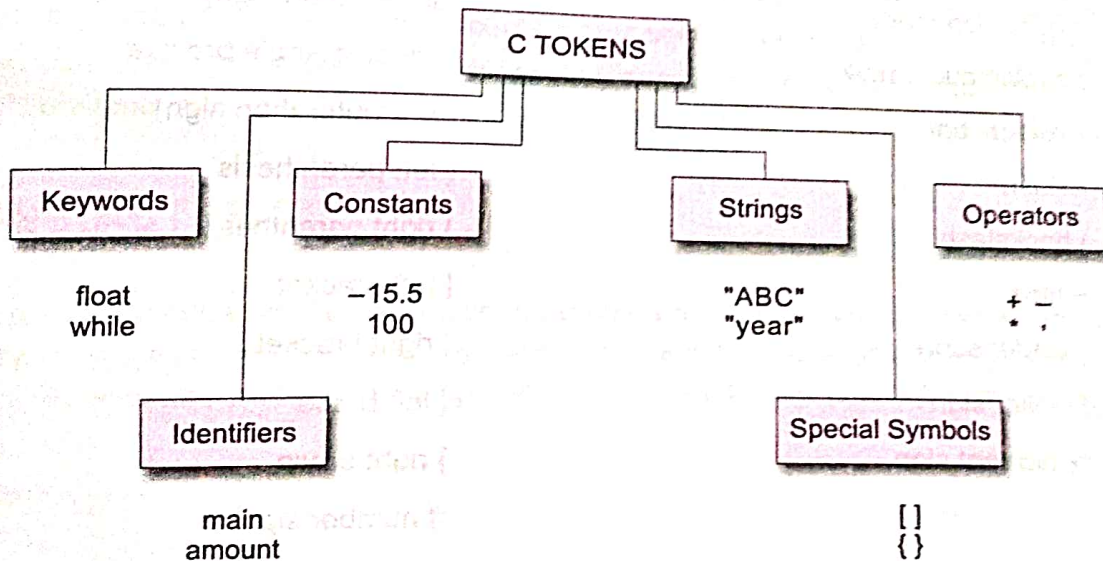 C TOKENS
Keywords
Constants
Strings
Operators
float
while
−15.5
100
"ABC"
"year"
+ −
*
Identifiers
Special Symbols
main
amount
[ ]
{ }